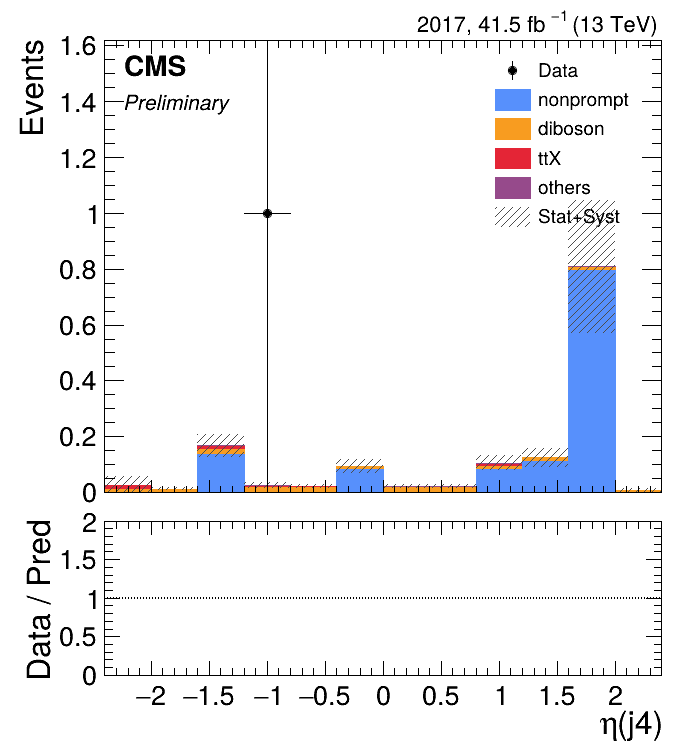 2017, 41.5 fb⁻¹ (13 TeV)
Events
CMS
Preliminary
Data
nonprompt
diboson
ttX
others
Stat+Syst
1.6
1.4
1.2
1
0.8
0.6
0.4
0.2
0
Data / Pred
2
1.5
1
0.5
0
−2 −1.5 −1 −0.5 0 0.5 1 1.5 2
η(j4)